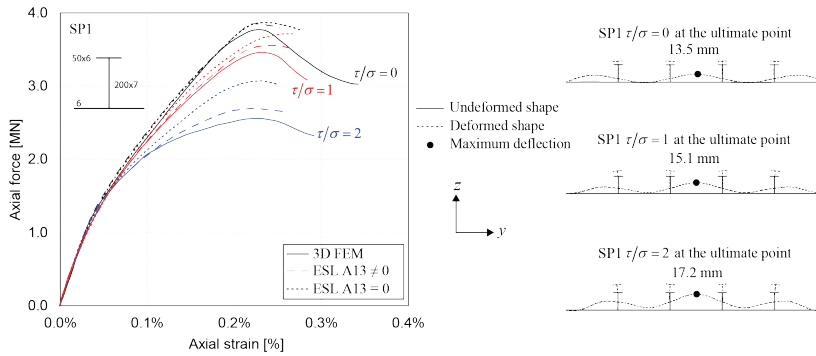 SP1
50x6
200x7
6
τ/σ = 0
τ/σ = 1
τ/σ = 2
Axial force [MN]
4.0
3.0
2.0
1.0
0.0
0.0%
0.1%
0.2%
0.3%
0.4%
Axial strain [%]
3D FEM
ESL A13 ≠ 0
ESL A13 = 0
Undeformed shape
Deformed shape
Maximum deflection
z
y
SP1 τ/σ = 0 at the ultimate point
13.5 mm
SP1 τ/σ = 1 at the ultimate point
15.1 mm
SP1 τ/σ = 2 at the ultimate point
17.2 mm